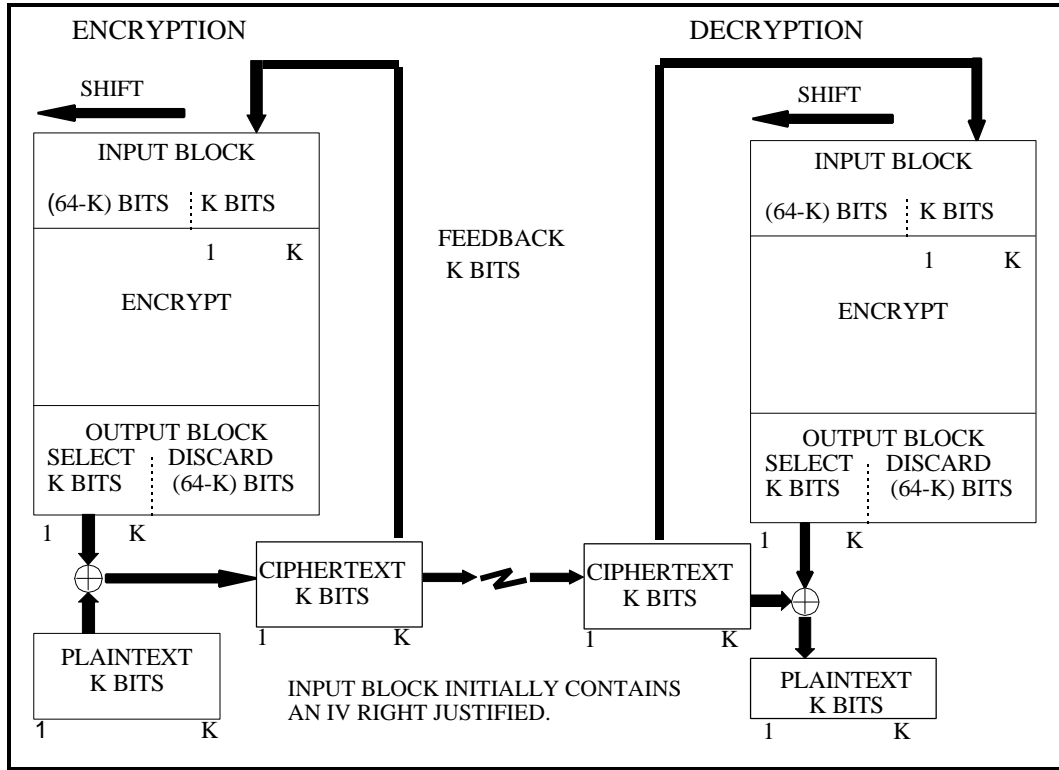 ENCRYPTION
SHIFT
INPUT BLOCK
(64-K) BITS K BITS
1 K
ENCRYPT
OUTPUT BLOCK
SELECT DISCARD
K BITS (64-K) BITS
1 K
PLAINTEXT
K BITS
1 K
CIPHERTEXT
K BITS
1 K
FEEDBACK
K BITS
INPUT BLOCK INITIALLY CONTAINS
AN IV RIGHT JUSTIFIED.
DECRYPTION
SHIFT
INPUT BLOCK
(64-K) BITS K BITS
1 K
ENCRYPT
OUTPUT BLOCK
SELECT DISCARD
K BITS (64-K) BITS
1 K
CIPHERTEXT
K BITS
1 K
PLAINTEXT
K BITS
1 K